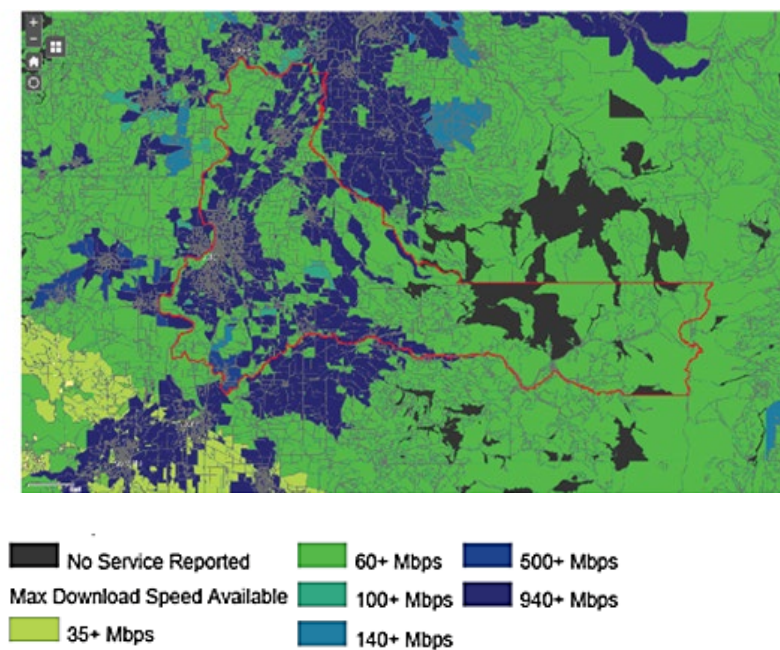 No Service Reported
Max Download Speed Available
35+ Mbps
60+ Mbps
100+ Mbps
140+ Mbps
500+ Mbps
940+ Mbps